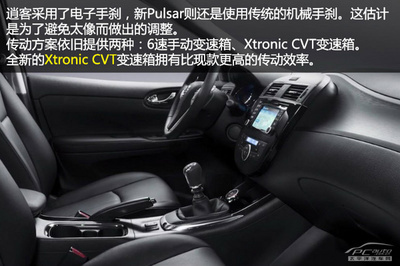 逍客采用了电子手刹，新Pulsar则还是使用传统的机械手刹。这估计
是为了避免太像而做出的调整。
传动方案依旧提供两种：6速手动变速箱、Xtronic CVT变速箱。
全新的Xtronic CVT变速箱拥有比现款更高的传动效率。